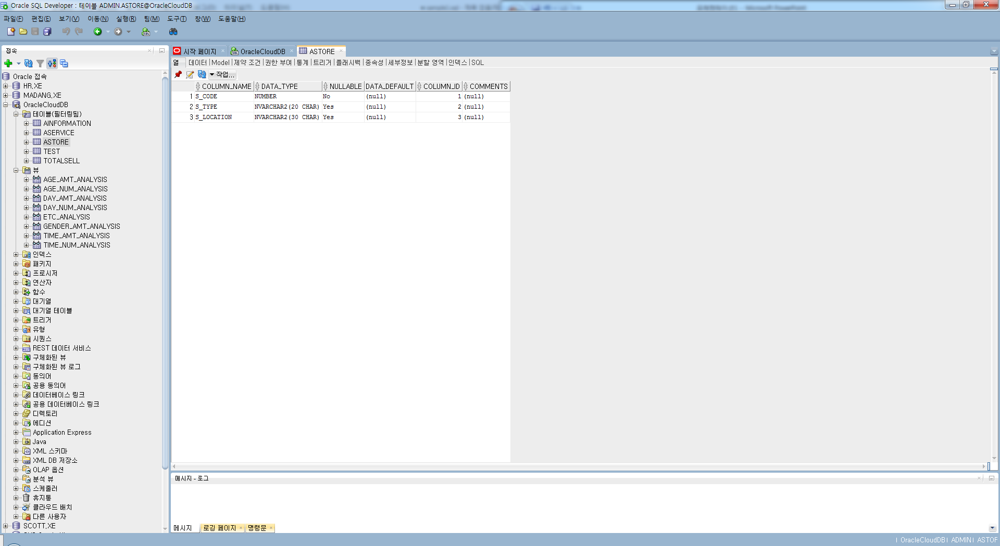 Oracle SQL Developer : 테이블 ADMIN.ASTORE@OracleCloudDB
파일(F) 편집(E) 보기(V) 이동(N) 실행(R) 팀(M) 도구(T) 창(W) 도움말(H)
접속
시작 페이지 OracleCloudDB ASTORE
열 데이터 Model 제약 조건 권한 부여 통계 트리거 플래시백 종속성 세부정보 분할 영역 인덱스 SQL
작업...
COLUMN_NAME DATA_TYPE NULLABLE DATA_DEFAULT COLUMN_ID COMMENTS
1 S_CODE NUMBER No (null) 1 (null)
2 S_TYPE NVARCHAR2(20 CHAR) Yes (null) 2 (null)
3 S_LOCATION NVARCHAR2(30 CHAR) Yes (null) 3 (null)
Oracle 접속
HR,XE
MADANG,XE
OracleCloudDB
테이블(필터링됨)
AINFORMATION
ASERVICE
ASTORE
TEST
TOTALSELL
뷰
AGE_AMT_ANALYSIS
AGE_NUM_ANALYSIS
DAY_AMT_ANALYSIS
DAY_NUM_ANALYSIS
ETC_ANALYSIS
GENDER_AMT_ANALYSIS
TIME_AMT_ANALYSIS
TIME_NUM_ANALYSIS
인덱스
패키지
프로시저
연산자
함수
대기열
대기열 테이블
트리거
유형
시퀀스
REST 데이터 서비스
구체화된 뷰
구체화된 뷰 로그
동의어
공용 동의어
데이터베이스 링크
공용 데이터베이스 링크
디렉토리
에디션
Application Express
Java
XML 스키마
XML DB 저장소
OLAP 옵션
분석 뷰
스케줄러
휴지통
클라우드 배치
다른 사용자
SCOTT,XE
메시지 - 로그
메시지 로깅 페이지 명령문
| OracleCloudDB | ADMIN | ASTOF